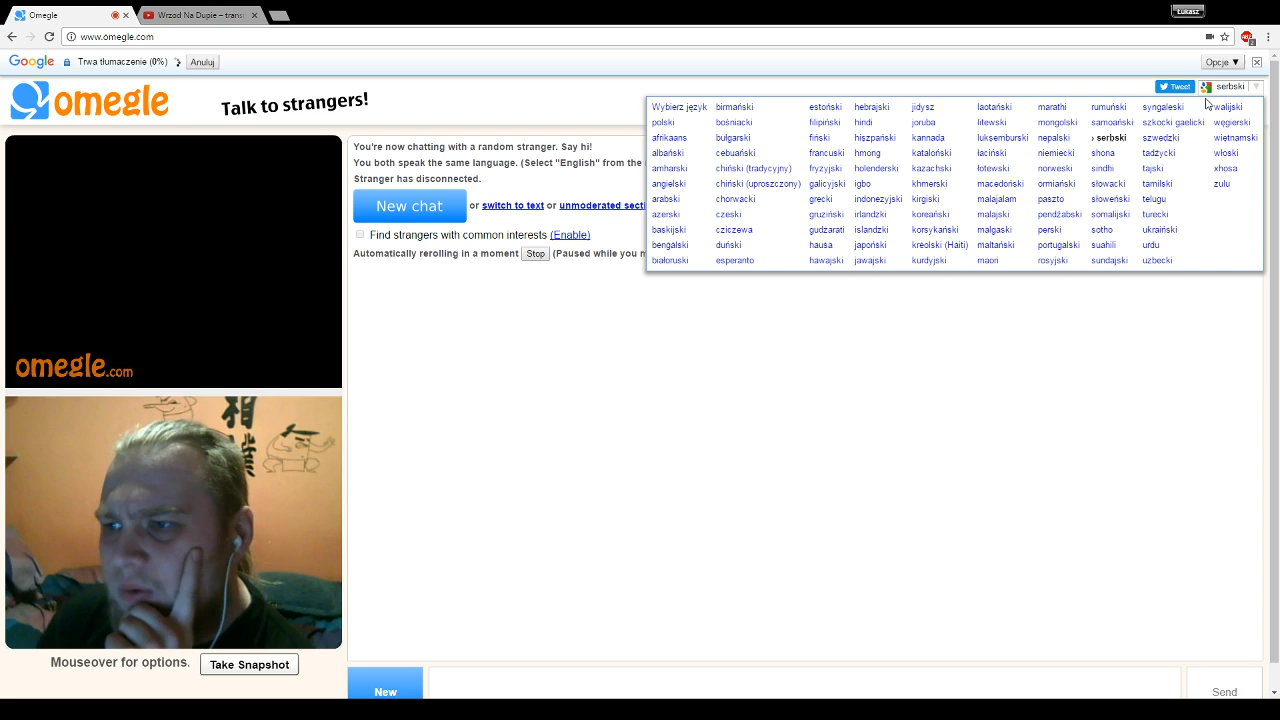 Omegle
Wrzod Na Dupie – trans
Łukasz
www.omegle.com
Google Trwa tłumaczenie (0%) Anuluj Opcje ▼
omegle Talk to strangers!
Tweet serbski
Wybierz język birmański estoński hebrajski jidysz laotański marathi rumuński syngaleski walijski
polski bośniacki filipiński hindi joruba litewski mongolski samoański szkocki gaelicki węgierski
afrikaans bułgarski fiński hiszpański kannada luksemburski nepalski › serbski szwedzki wietnamski
albański cebuański francuski hmong kataloński łaciński niemiecki shona tadżycki włoski
amharski chiński (tradycyjny) fryzyjski holenderski kazachski łotewski norweski sindhi tajski xhosa
angielski chiński (uproszczony) galicyjski igbo khmerski macedoński ormiański słowacki tamilski zulu
arabski chorwacki grecki indonezyjski kirgiski malajalam paszto słoweński telugu
azerski czeski gruziński irlandzki koreański malajski pendżabski somalijski turecki
baskijski cziczewa gudżarati islandzki korsykański malgaski perski sotho ukraiński
bengalski duński hausa japoński kreolski (Haiti) maltański portugalski suahili urdu
białoruski esperanto hawajski jawajski kurdyjski maori rosyjski sundajski uzbecki
You're now chatting with a random stranger. Say hi!
You both speak the same language. (Select "English" from the
Stranger has disconnected.
New chat or switch to text or unmoderated secti
Find strangers with common interests (Enable)
Automatically rerolling in a moment Stop (Paused while you m
omegle.com
相
Mouseover for options. Take Snapshot
New
Send